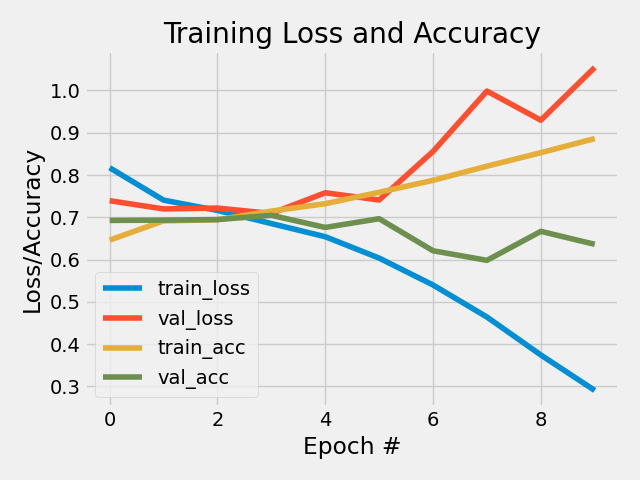 Training Loss and Accuracy
Loss/Accuracy
1.0
0.9
0.8
0.7
0.6
0.5
0.4
0.3
train_loss
val_loss
train_acc
val_acc
0 2 4 6 8
Epoch #